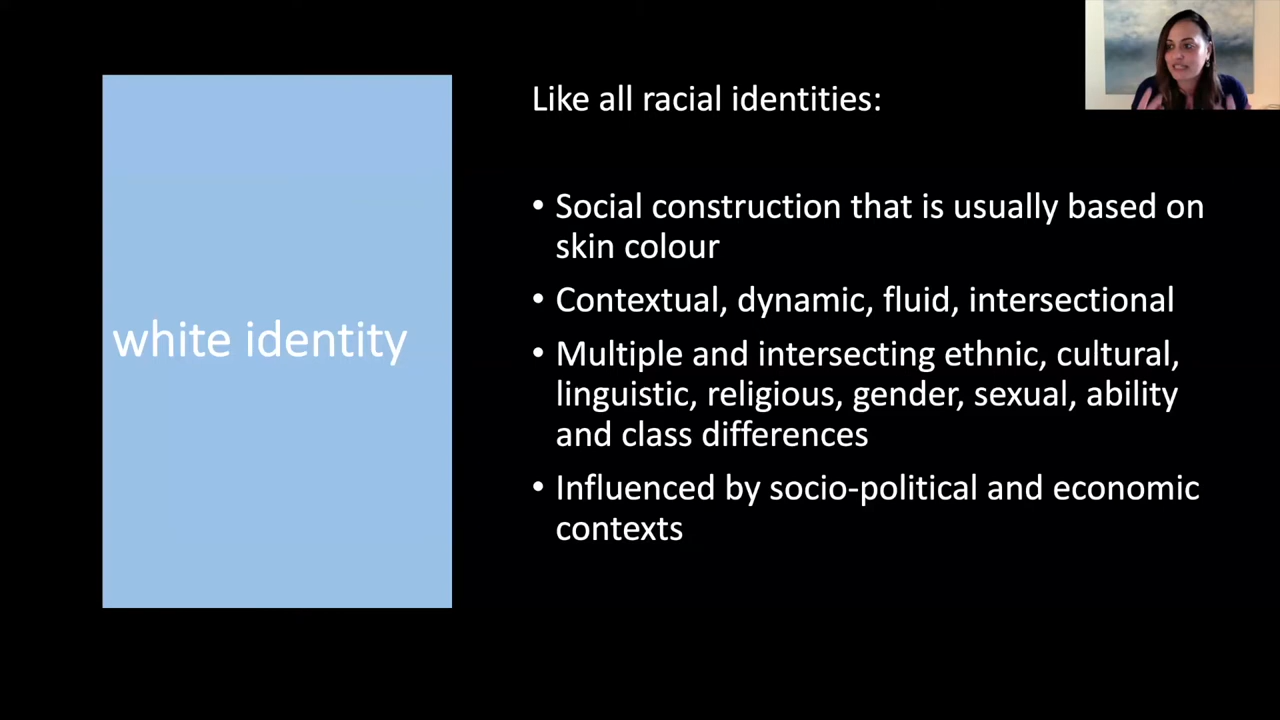 white identity
Like all racial identities:
• Social construction that is usually based on
skin colour
• Contextual, dynamic, fluid, intersectional
• Multiple and intersecting ethnic, cultural,
linguistic, religious, gender, sexual, ability
and class differences
• Influenced by socio-political and economic
contexts